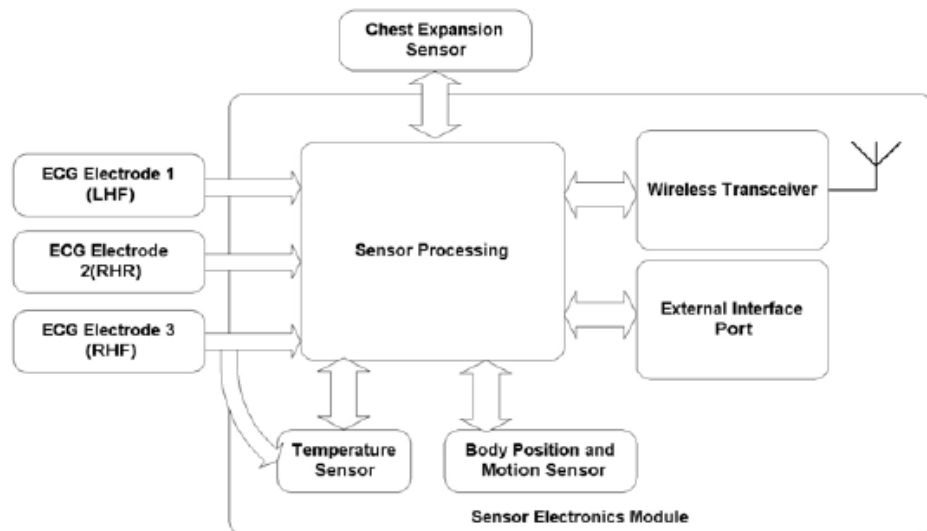 Chest Expansion
Sensor
ECG Electrode 1
(LHF)
ECG Electrode
2(RHR)
ECG Electrode 3
(RHF)
Sensor Processing
Wireless Transceiver
External Interface
Port
Temperature
Sensor
Body Position and
Motion Sensor
Sensor Electronics Module